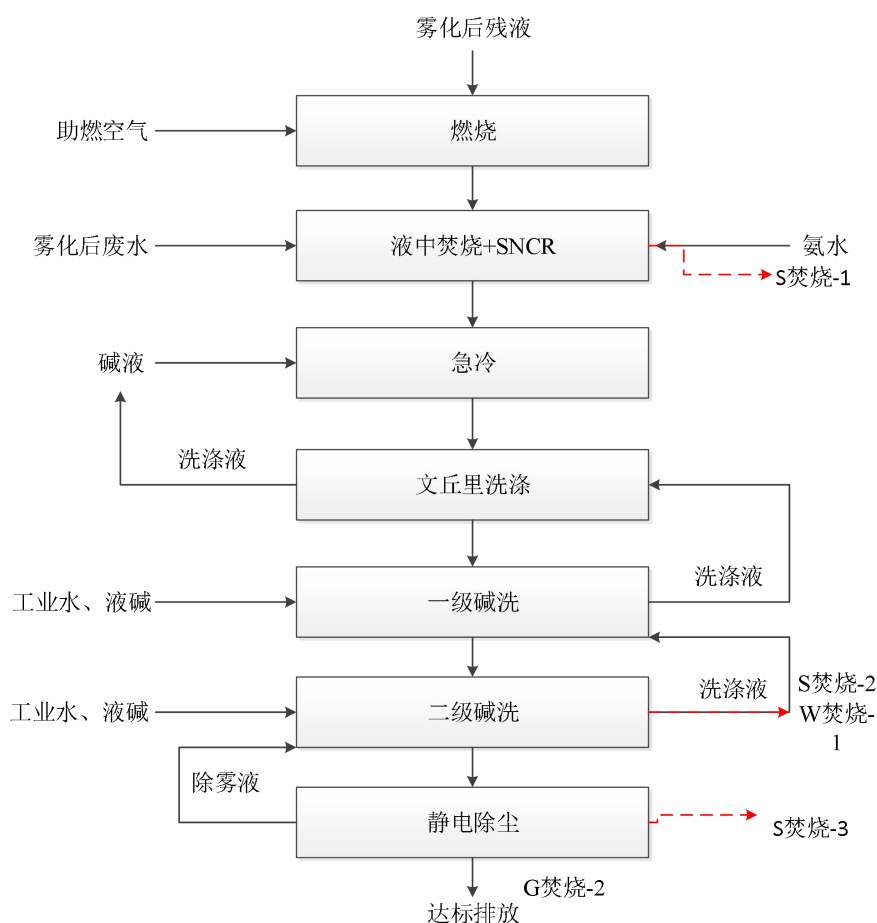 雾化后残液
助燃空气
燃烧
雾化后废水
液中焚烧+SNCR
氨水
S焚烧-1
碱液
急冷
洗涤液
文丘里洗涤
洗涤液
工业水、液碱
一级碱洗
洗涤液
S焚烧-2
W焚烧-
1
工业水、液碱
二级碱洗
除雾液
静电除尘
S焚烧-3
G焚烧-2
达标排放